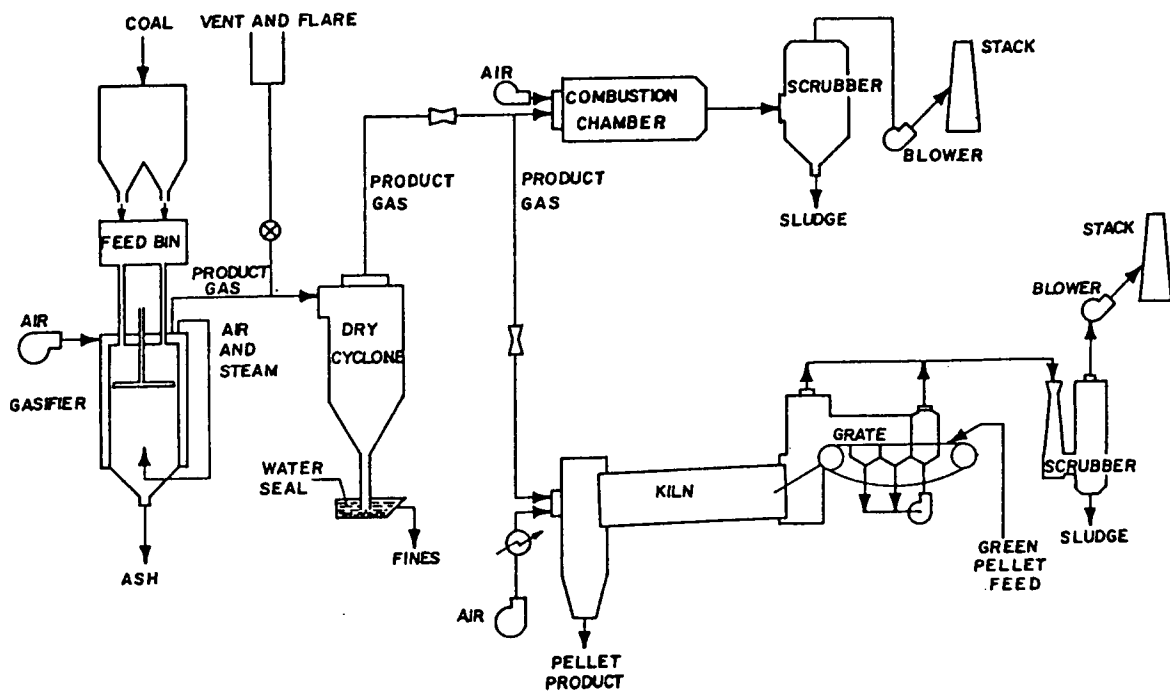 COAL
VENT AND FLARE
STACK
AIR
COMBUSTION
CHAMBER
SCRUBBER
BLOWER
PRODUCT
GAS
PRODUCT
GAS
SLUDGE
FEED BIN
PRODUCT
GAS
STACK
BLOWER
AIR
AIR
AND
STEAM
DRY
CYCLONE
GASIFIER
GRATE
WATER
SEAL
KILN
SCRUBBER
ASH
FINES
GREEN
PELLET
FEED
SLUDGE
AIR
PELLET
PRODUCT